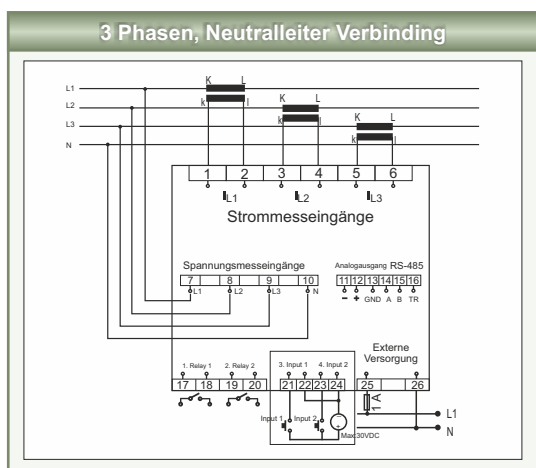 3 Phasen, Neutralleiter Verbinding
K L
L1
k l
L2
K L
k l
L3
K L
k l
N
1 2 3 4 5 6
IL1 IL2 IL3
Strommesseingänge
Spannungsmesseingänge
Analogausgang RS-485
7 8 9 10
11 12 13 14 15 16
L1 L2 L3 N
- + GND A B TR
Externe
Versorgung
1. Relay 1 2. Relay 2 3. Input 1 4. Input 2
17 18 19 20 21 22 23 24 25 26
1 A
Input 1 Input 2
L1
Max:30VDC
N